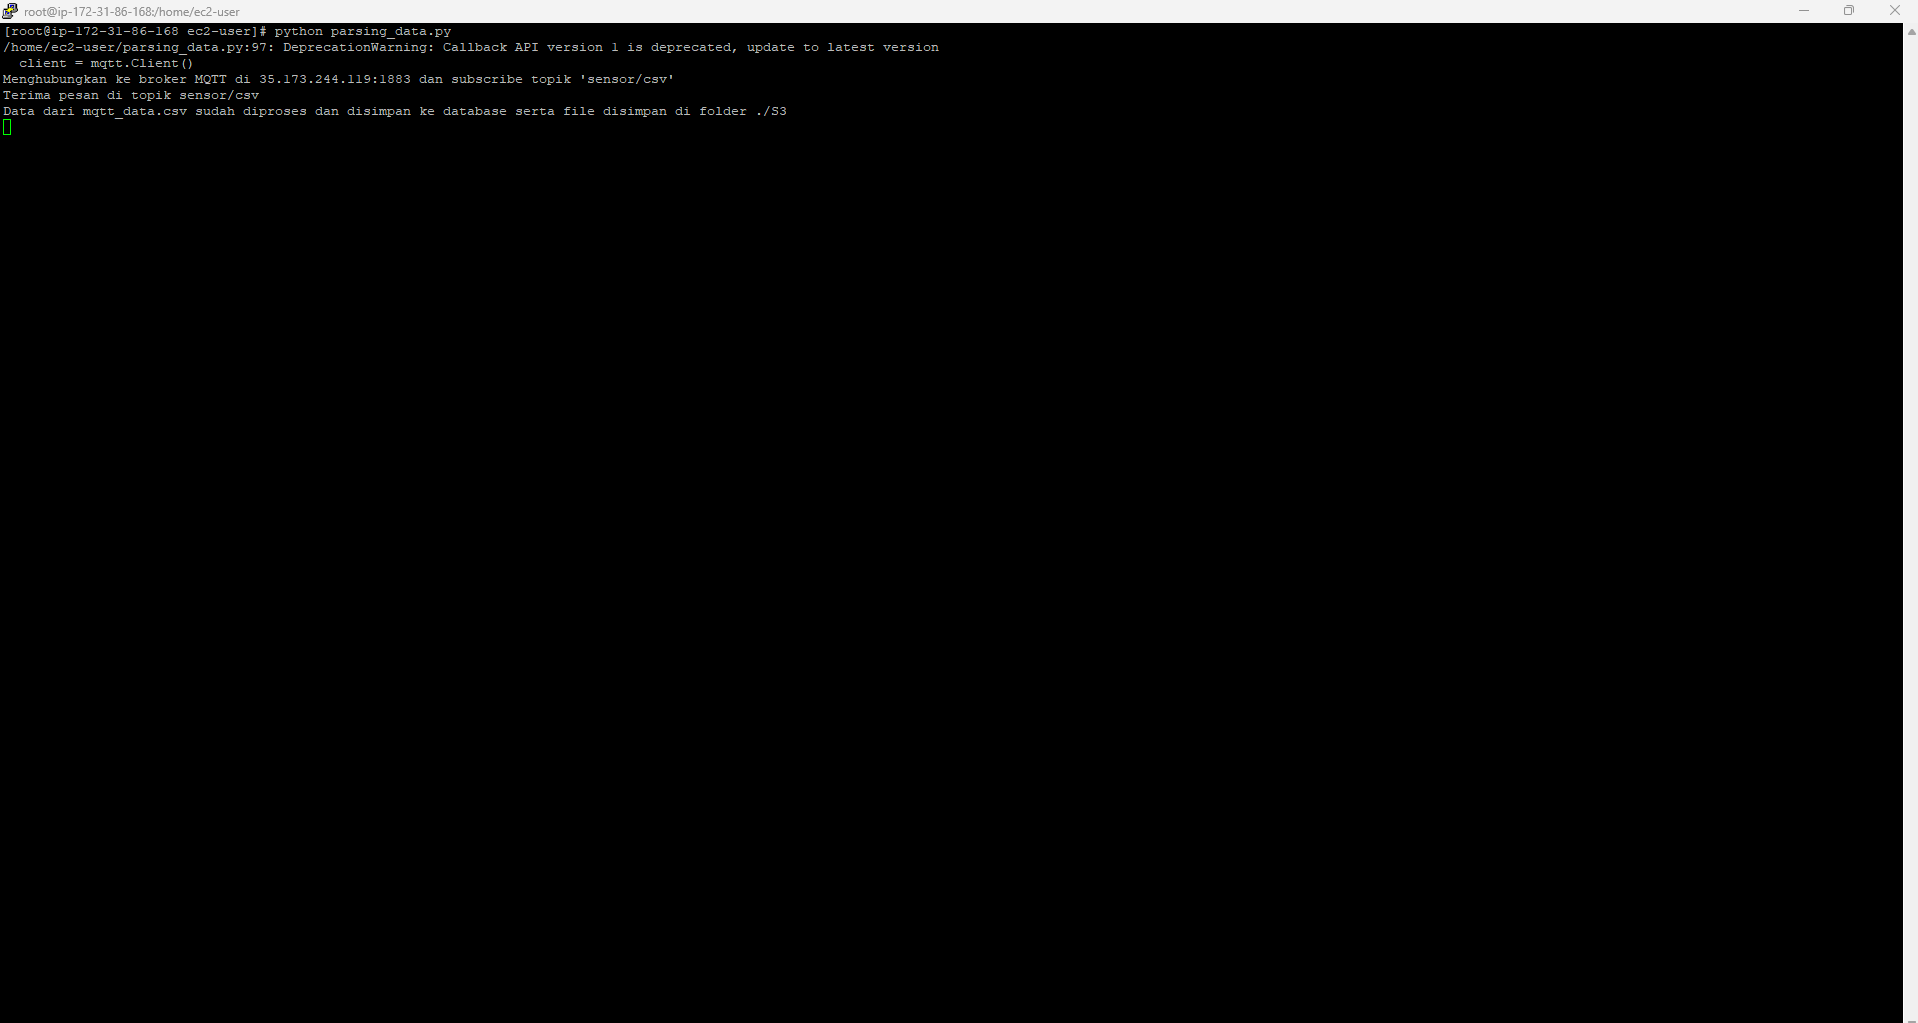 root@ip-172-31-86-168:/home/ec2-user
[root@ip-172-31-86-168 ec2-user]# python parsing_data.py
/home/ec2-user/parsing_data.py:97: DeprecationWarning: Callback API version 1 is deprecated, update to latest version
  client = mqtt.Client()
Menghubungkan ke broker MQTT di 35.173.244.119:1883 dan subscribe topik 'sensor/csv'
Terima pesan di topik sensor/csv
Data dari mqtt_data.csv sudah diproses dan disimpan ke database serta file disimpan di folder ./S3